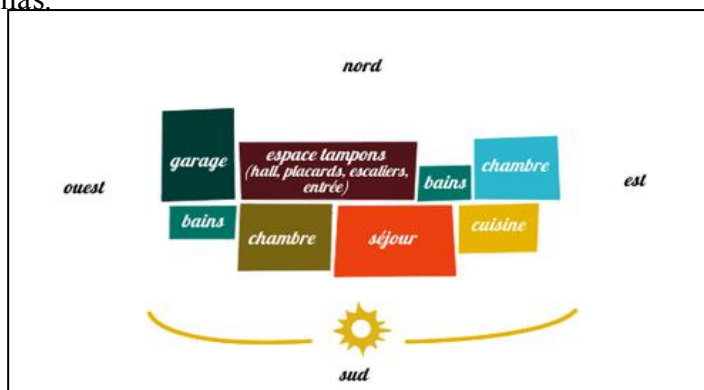 nord
ouest
est
garage
espace tampons
(hall, placards, escaliers,
entrée)
bains
chambre
bains
chambre
séjour
cuisine
sud